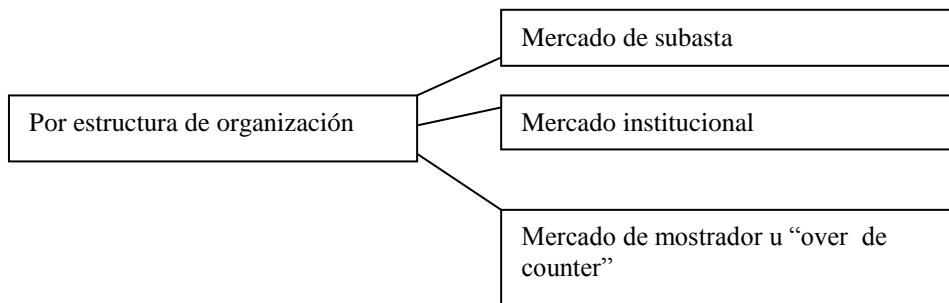 Mercado de subasta
Por estructura de organización
Mercado institucional
Mercado de mostrador u “over de
counter”